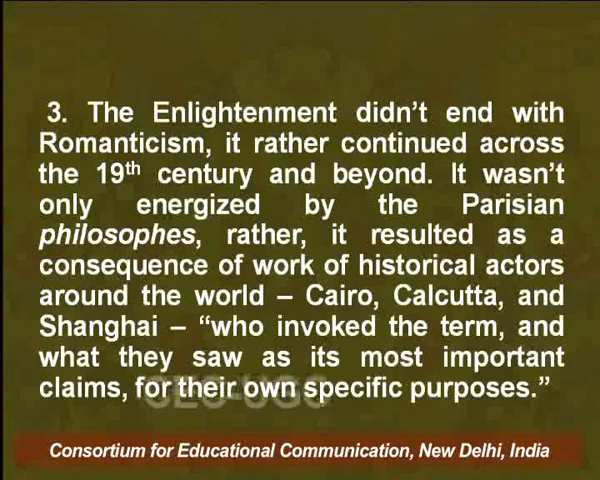 3. The Enlightenment didn’t end with
Romanticism, it rather continued across
the 19th century and beyond. It wasn’t
only energized by the Parisian
philosophes, rather, it resulted as a
consequence of work of historical actors
around the world – Cairo, Calcutta, and
Shanghai – “who invoked the term, and
what they saw as its most important
claims, for their own specific purposes.”
CEC-UGC
Consortium for Educational Communication, New Delhi, India